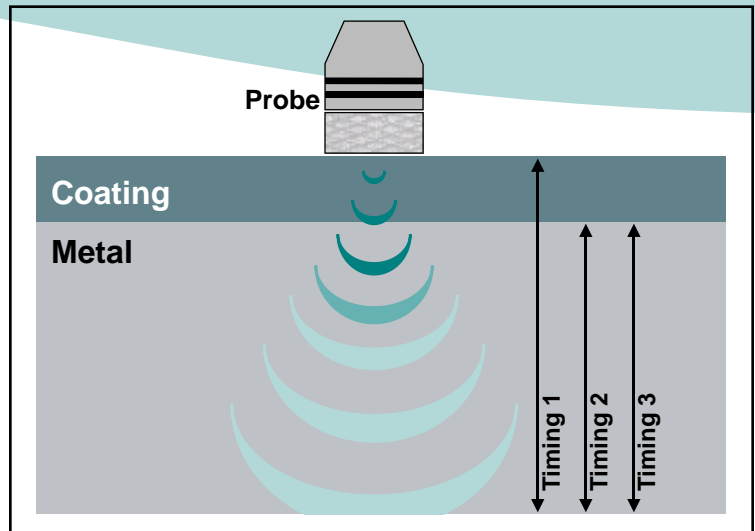 Probe
Coating
Metal
Timing 1
Timing 2
Timing 3